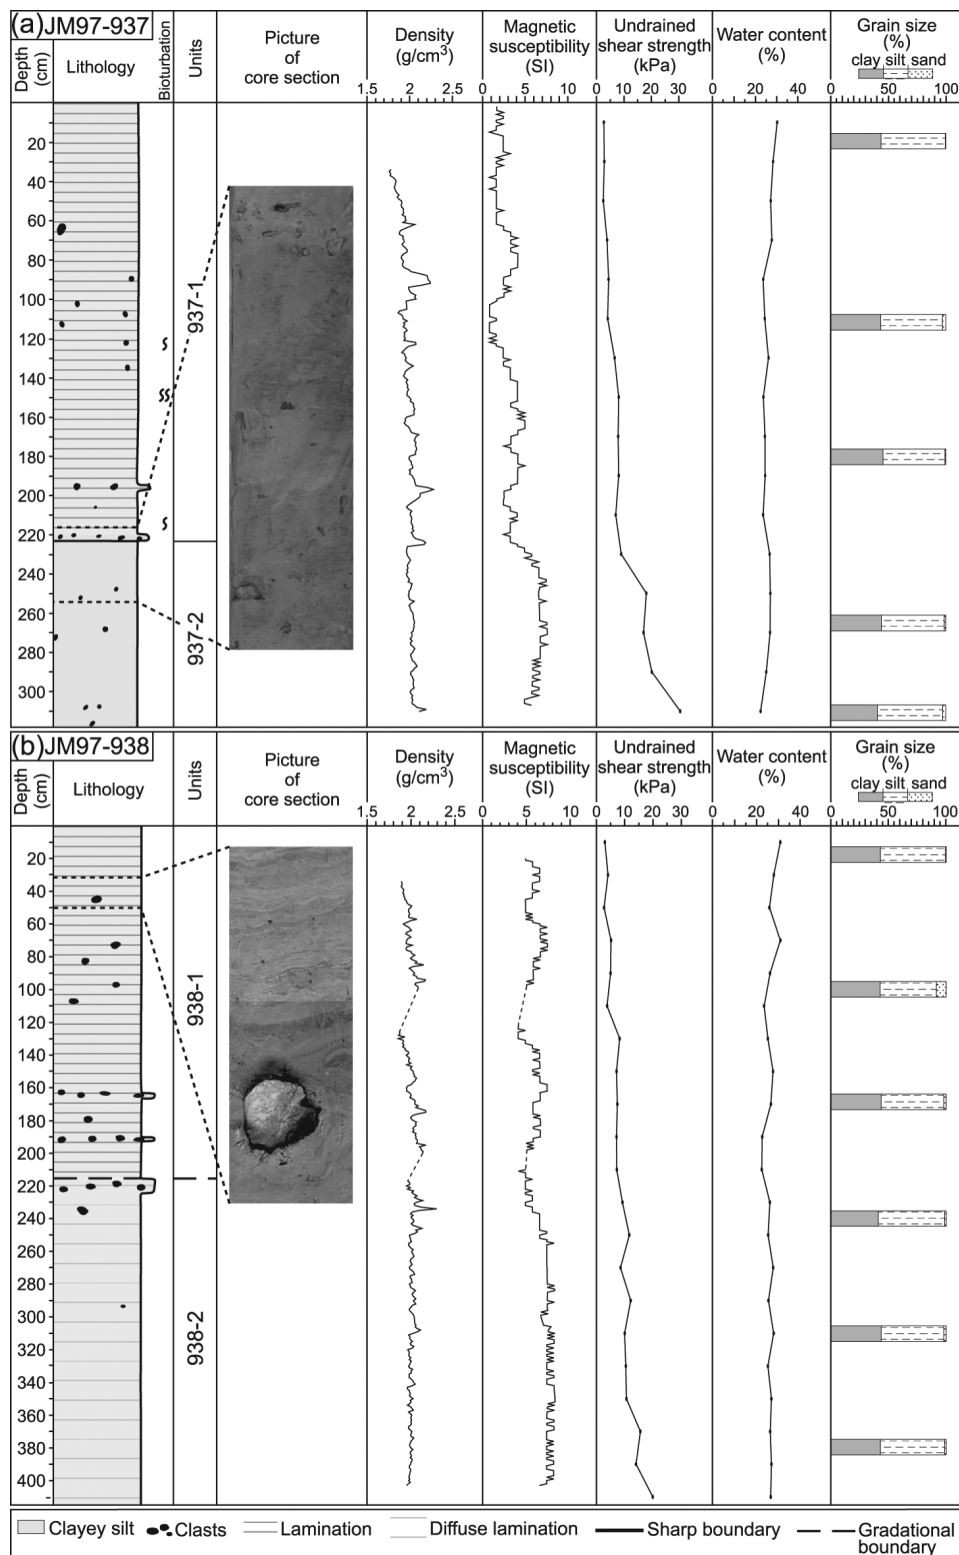 (a) JM97-937
Depth (cm)
Lithology
Bioturbation
Units
Picture of core section
Density (g/cm³)
1.5 2 2.5
Magnetic susceptibility (SI)
0 5 10
Undrained shear strength (kPa)
0 10 20 30
Water content (%)
0 20 40
Grain size (%)
clay silt sand
0 50 100
20
40
60
80
100
120
140
160
180
200
220
240
260
280
300
937-1
937-2
(b) JM97-938
Depth (cm)
Lithology
Units
Picture of core section
Density (g/cm³)
1.5 2 2.5
Magnetic susceptibility (SI)
0 5 10
Undrained shear strength (kPa)
0 10 20 30
Water content (%)
0 20 40
Grain size (%)
clay silt sand
0 50 100
20
40
60
80
100
120
140
160
180
200
220
240
260
280
300
320
340
360
380
400
938-1
938-2
Clayey silt Clasts Lamination Diffuse lamination Sharp boundary Gradational boundary